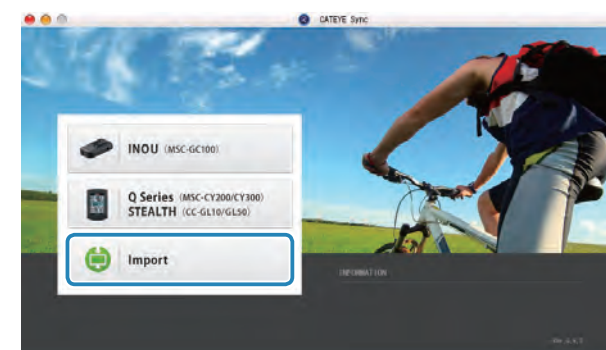 CATEYE Sync
INOU (MSC-GC100)
Q Series (MSC-CY200/CY300)
STEALTH (CC-GL10/GL50)
Import
INFORMATION